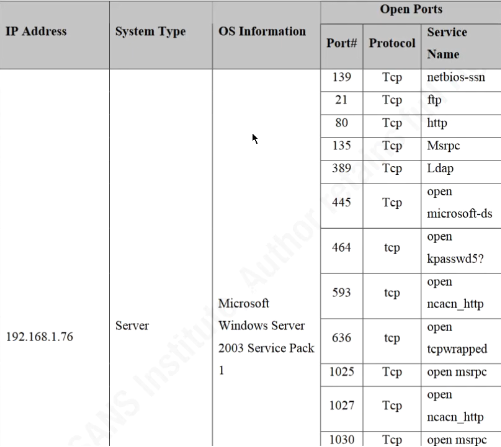 Open Ports
IP Address System Type OS Information
Port# Protocol Service Name
139 Tcp netbios-ssn
21 Tcp ftp
80 Tcp http
135 Tcp Msrpc
389 Tcp Ldap
445 Tcp open microsoft-ds
464 tcp open kpasswd5?
593 tcp open ncacn_http
192.168.1.76 Server Microsoft Windows Server 2003 Service Pack 1
636 tcp open tcpwrapped
1025 Tcp open msrpc
1027 Tcp open ncacn_http
1030 Tcp open msrpc
SANS Institute Author retains